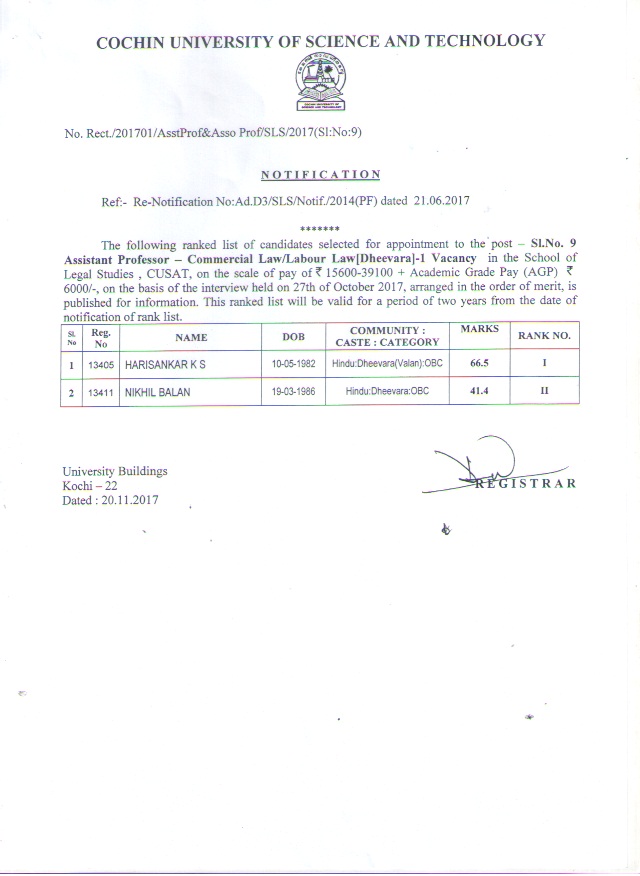 COCHIN UNIVERSITY OF SCIENCE AND TECHNOLOGY
COCHIN UNIVERSITY OF
SCIENCE AND TECHNOLOGY
No. Rect./201701/AsstProf&Asso Prof/SLS/2017(Sl:No:9)
NOTIFICATION
Ref:- Re-Notification No:Ad.D3/SLS/Notif./2014(PF) dated 21.06.2017
*******
The following ranked list of candidates selected for appointment to the post – Sl.No. 9
Assistant Professor – Commercial Law/Labour Law[Dheevara]-1 Vacancy in the School of
Legal Studies , CUSAT, on the scale of pay of ₹ 15600-39100 + Academic Grade Pay (AGP) ₹
6000/-, on the basis of the interview held on 27th of October 2017, arranged in the order of merit, is
published for information. This ranked list will be valid for a period of two years from the date of
notification of rank list.
Sl. No Reg. No NAME DOB COMMUNITY : CASTE : CATEGORY MARKS RANK NO.
1 13405 HARISANKAR K S 10-05-1982 Hindu:Dheevara(Valan):OBC 66.5 I
2 13411 NIKHIL BALAN 19-03-1986 Hindu:Dheevara:OBC 41.4 II
University Buildings
Kochi – 22
Dated : 20.11.2017
REGISTRAR